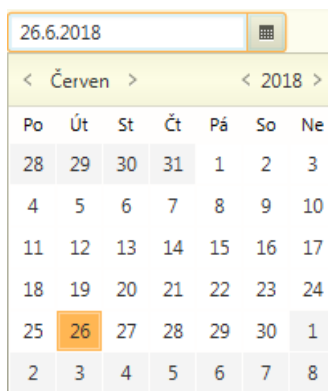 26.6.2018
< Červen > < 2018 >
Po Út St Čt Pá So Ne
28 29 30 31 1 2 3
4 5 6 7 8 9 10
11 12 13 14 15 16 17
18 19 20 21 22 23 24
25 26 27 28 29 30 1
2 3 4 5 6 7 8